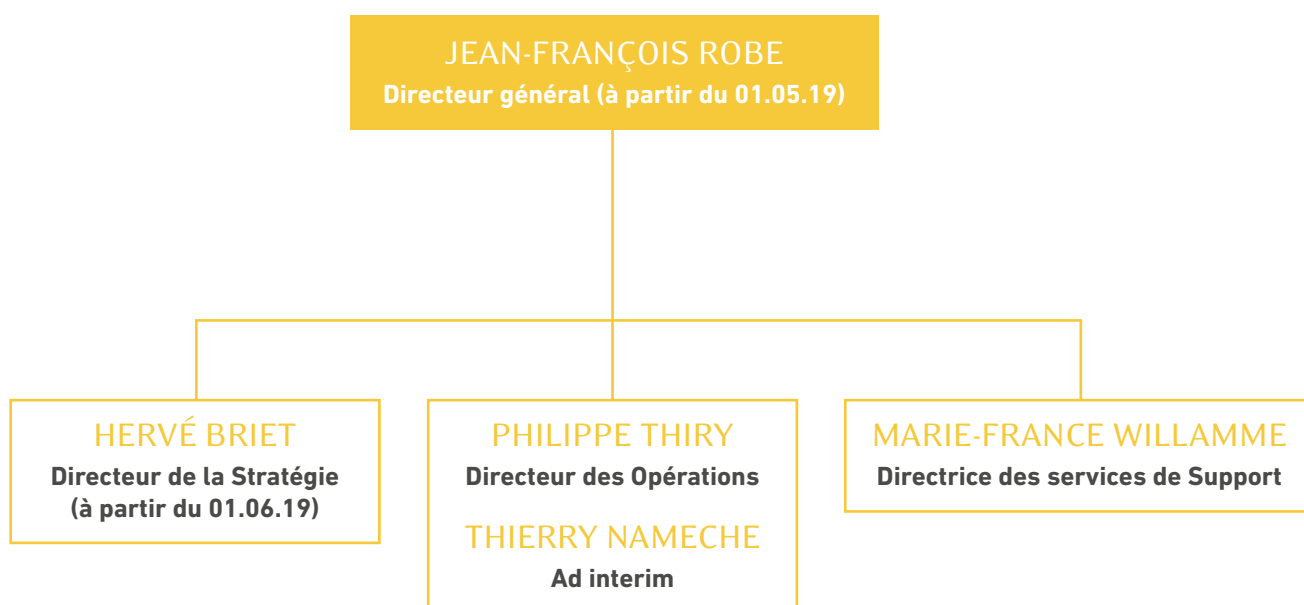 JEAN-FRANÇOIS ROBE
Directeur général (à partir du 01.05.19)
HERVÉ BRIET
Directeur de la Stratégie
(à partir du 01.06.19)
PHILIPPE THIRY
Directeur des Opérations
THIERRY NAMECHE
Ad interim
MARIE-FRANCE WILLAMME
Directrice des services de Support